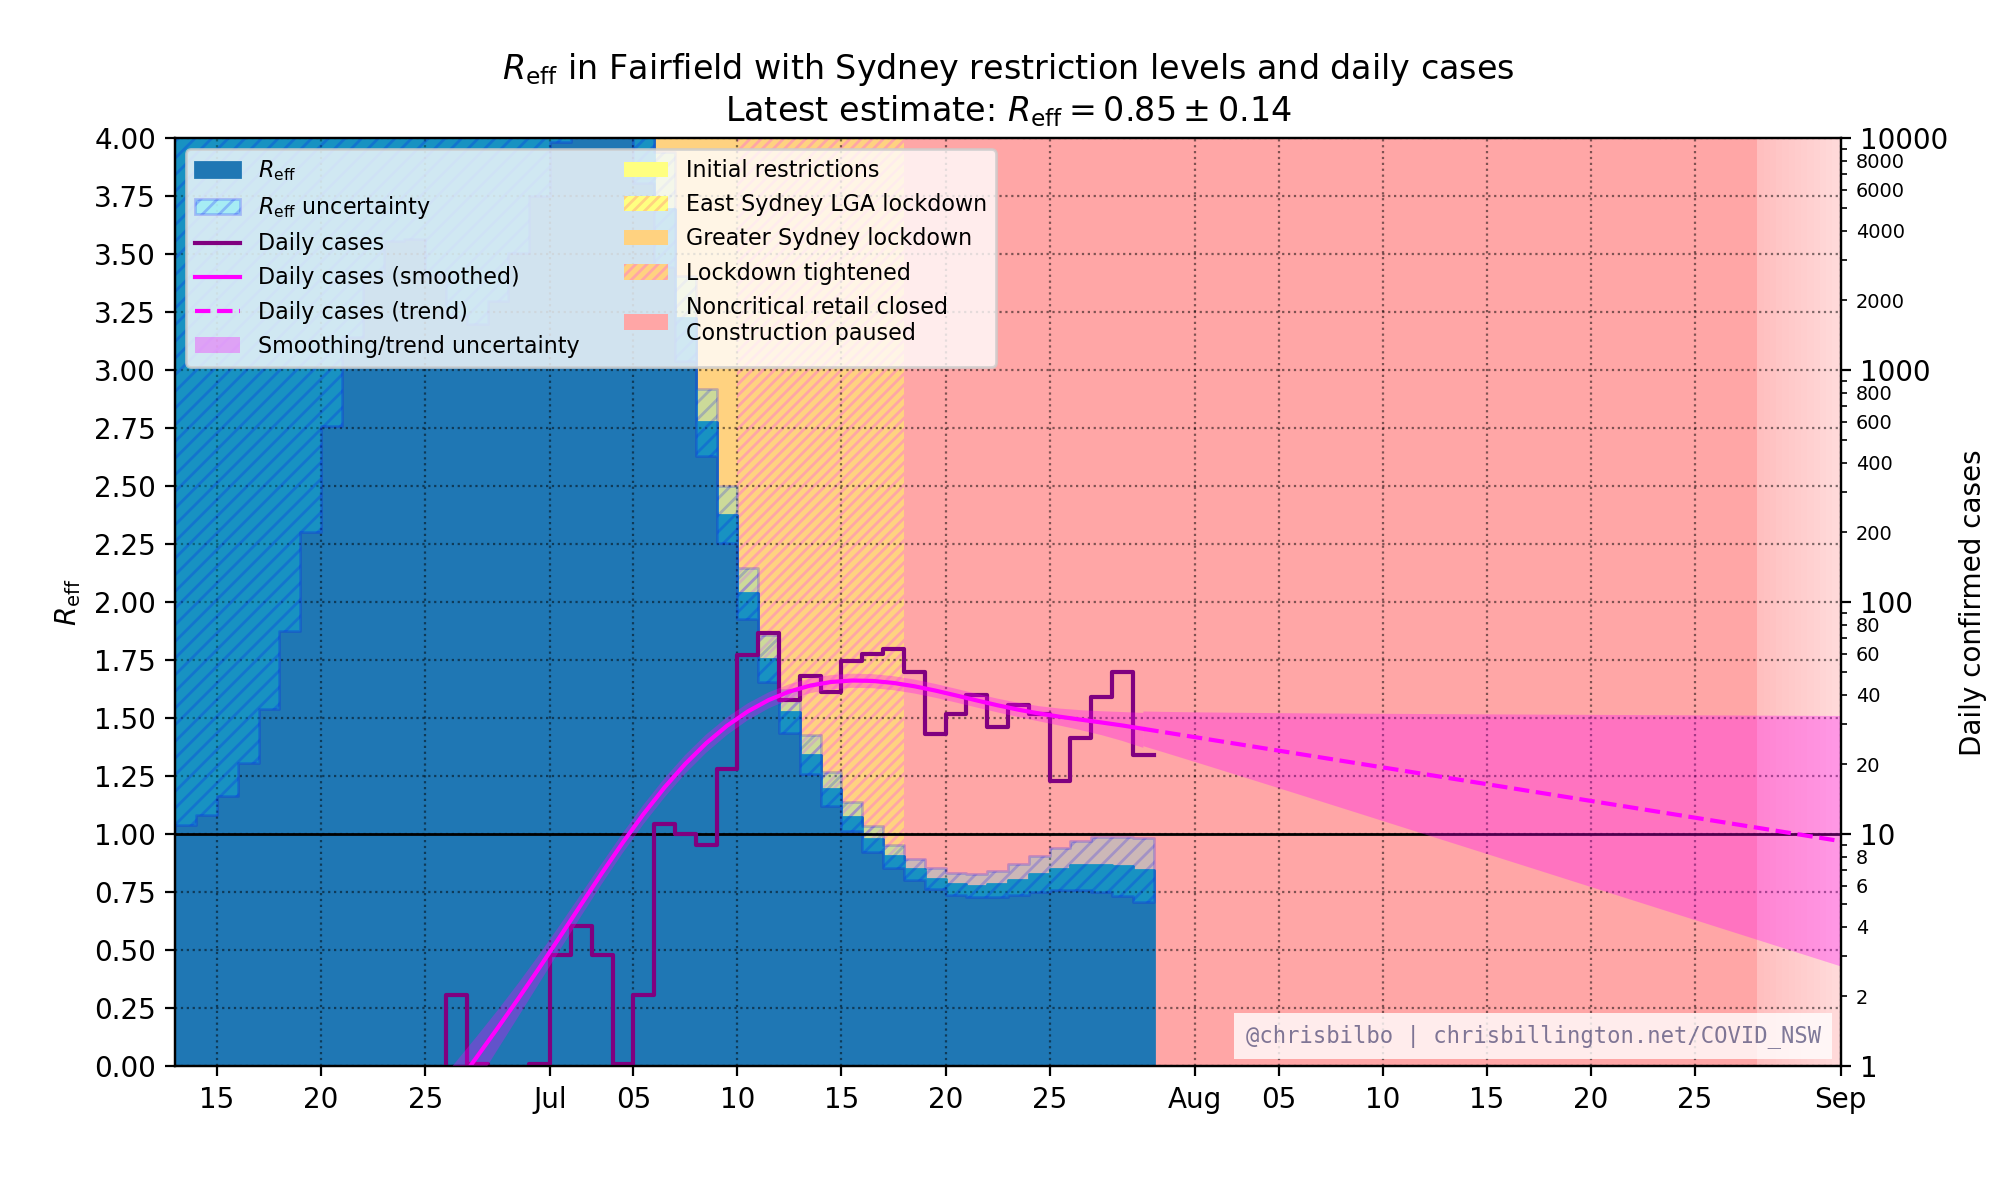 R_eff in Fairfield with Sydney restriction levels and daily cases
Latest estimate: R_eff = 0.85 ± 0.14
R_eff
R_eff uncertainty
Daily cases
Daily cases (smoothed)
Daily cases (trend)
Smoothing/trend uncertainty
Initial restrictions
East Sydney LGA lockdown
Greater Sydney lockdown
Lockdown tightened
Noncritical retail closed
Construction paused
4.00
3.75
3.50
3.25
3.00
2.75
2.50
2.25
2.00
1.75
1.50
1.25
1.00
0.75
0.50
0.25
0.00
R_eff
10000
8000
6000
4000
2000
1000
800
600
400
200
100
80
60
40
20
10
8
6
4
2
1
Daily confirmed cases
@chrisbilbo | chrisbillington.net/COVID_NSW
15 20 25 Jul 05 10 15 20 25 Aug 05 10 15 20 25 Sep